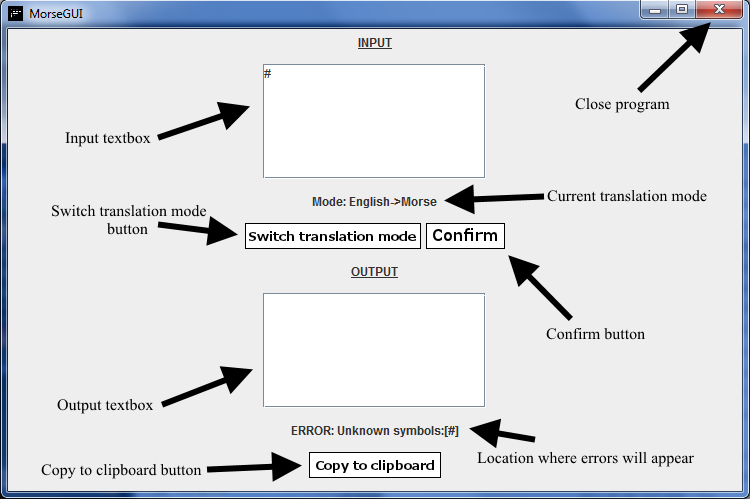 MorseGUI
INPUT
#
Close program
Input textbox
Mode: English->Morse
Current translation mode
Switch translation mode
button
Switch translation mode
Confirm
OUTPUT
Confirm button
Output textbox
ERROR: Unknown symbols:[#]
Location where errors will appear
Copy to clipboard button
Copy to clipboard